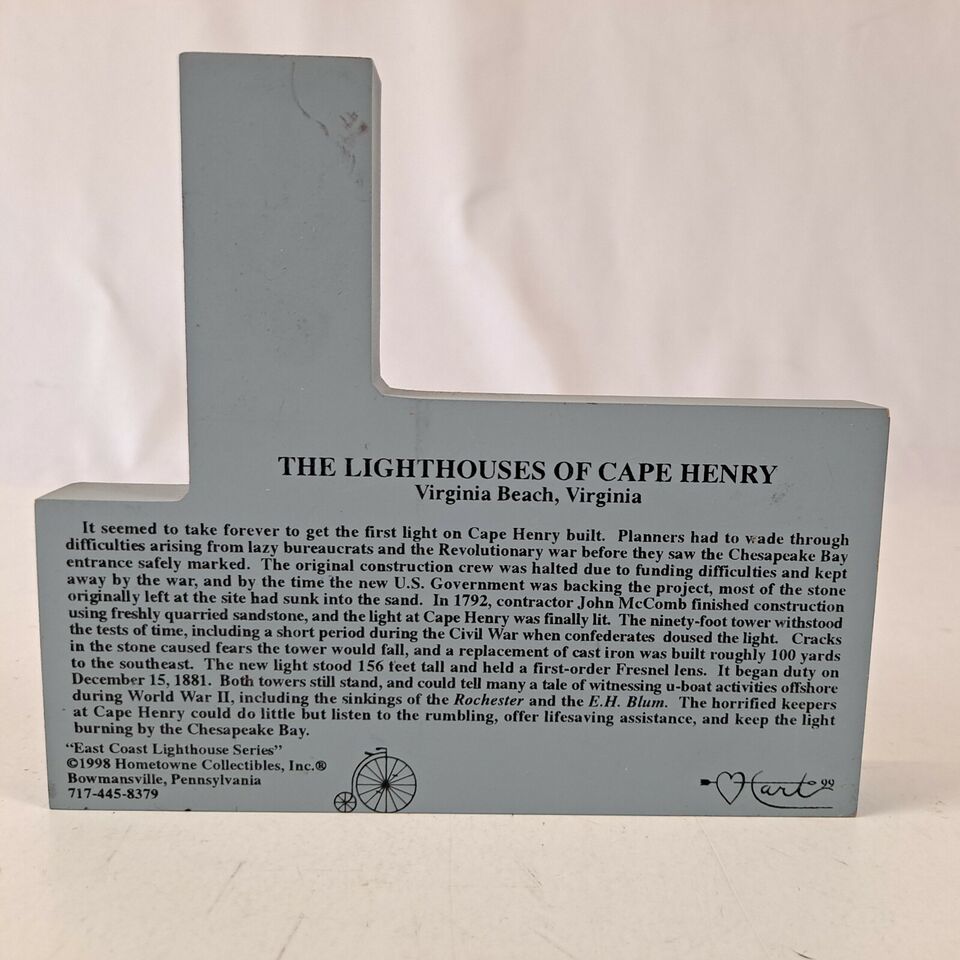 THE LIGHTHOUSES OF CAPE HENRY
Virginia Beach, Virginia
It seemed to take forever to get the first light on Cape Henry built. Planners had to wade through
difficulties arising from lazy bureaucrats and the Revolutionary war before they saw the Chesapeake Bay
entrance safely marked. The original construction crew was halted due to funding difficulties and kept
away by the war, and by the time the new U.S. Government was backing the project, most of the stone
originally left at the site had sunk into the sand. In 1792, contractor John McComb finished construction
using freshly quarried sandstone, and the light at Cape Henry was finally lit. The ninety-foot tower withstood
the tests of time, including a short period during the Civil War when confederates doused the light. Cracks
in the stone caused fears the tower would fall, and a replacement of cast iron was built roughly 100 yards
to the southeast. The new light stood 156 feet tall and held a first-order Fresnel lens. It began duty on
December 15, 1881. Both towers still stand, and could tell many a tale of witnessing u-boat activities offshore
during World War II, including the sinkings of the Rochester and the E.H. Blum. The horrified keepers
at Cape Henry could do little but listen to the rumbling, offer lifesaving assistance, and keep the light
burning by the Chesapeake Bay.
"East Coast Lighthouse Series"
©1998 Hometowne Collectibles, Inc.®
Bowmansville, Pennsylvania
717-445-8379
Hart 99